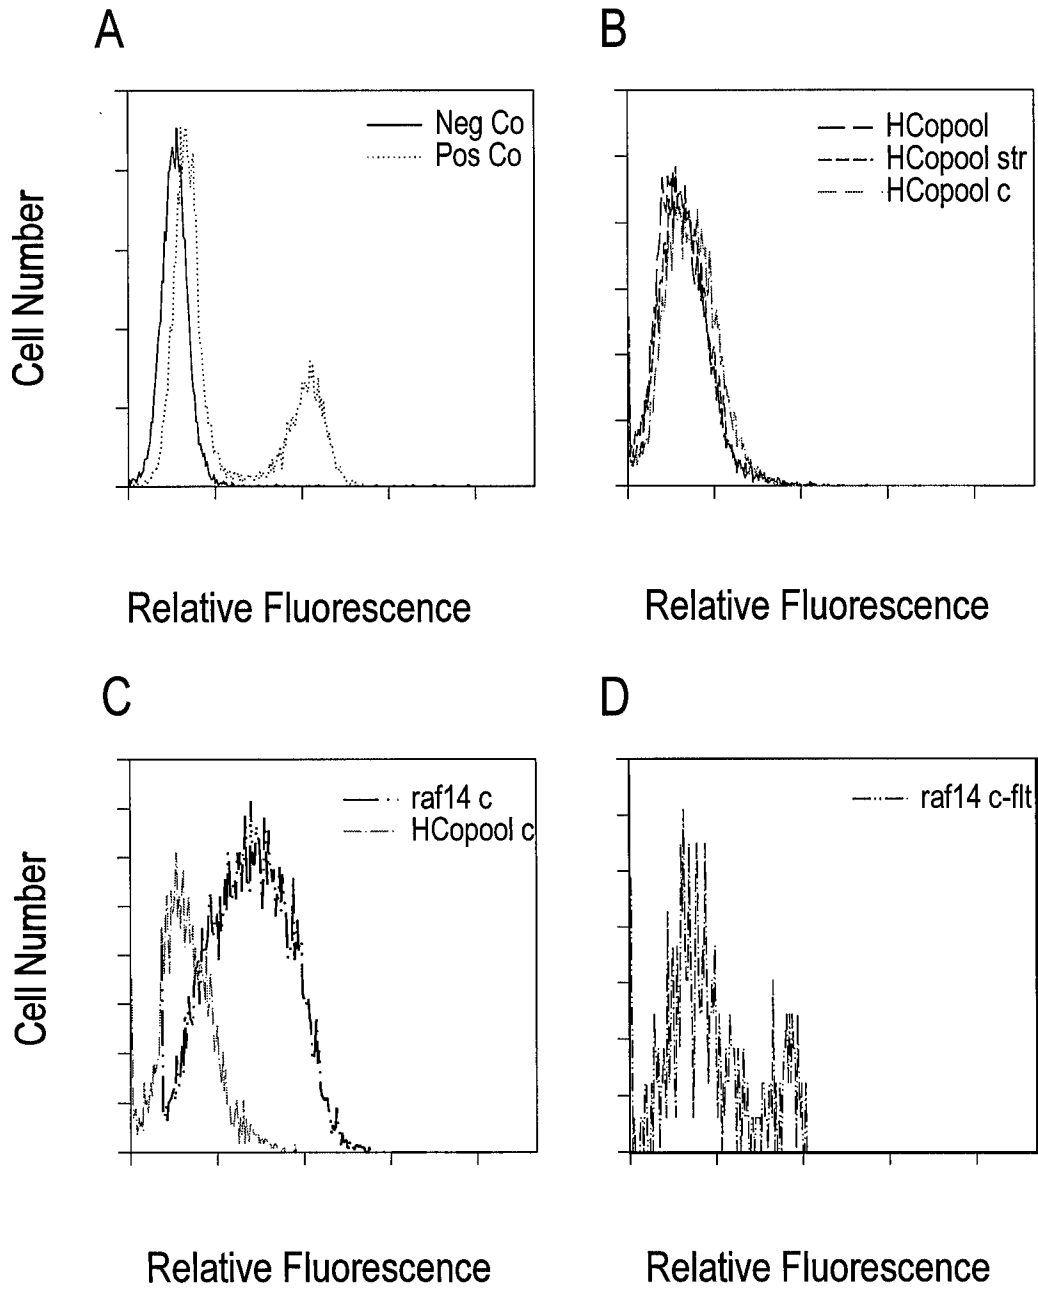 A
B
Neg Co
Pos Co
HCopool
HCopool str
HCopool c
Cell Number
Relative Fluorescence
Relative Fluorescence
C
D
raf14 c
HCopool c
raf14 c-flt
Cell Number
Relative Fluorescence
Relative Fluorescence